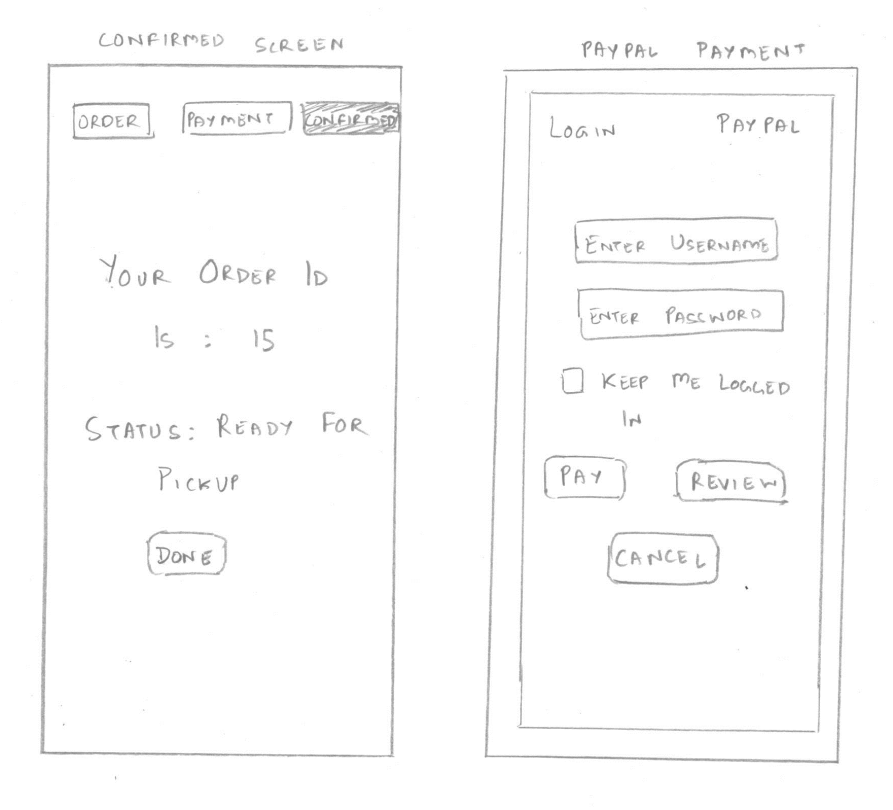 CONFIRMED SCREEN
ORDER PAYMENT CONFIRMED
YOUR ORDER ID
IS : 15
STATUS: READY FOR
PICKUP
DONE
PAYPAL PAYMENT
LOGIN PAYPAL
ENTER USERNAME
ENTER PASSWORD
KEEP ME LOGGED
IN
PAY REVIEW
CANCEL